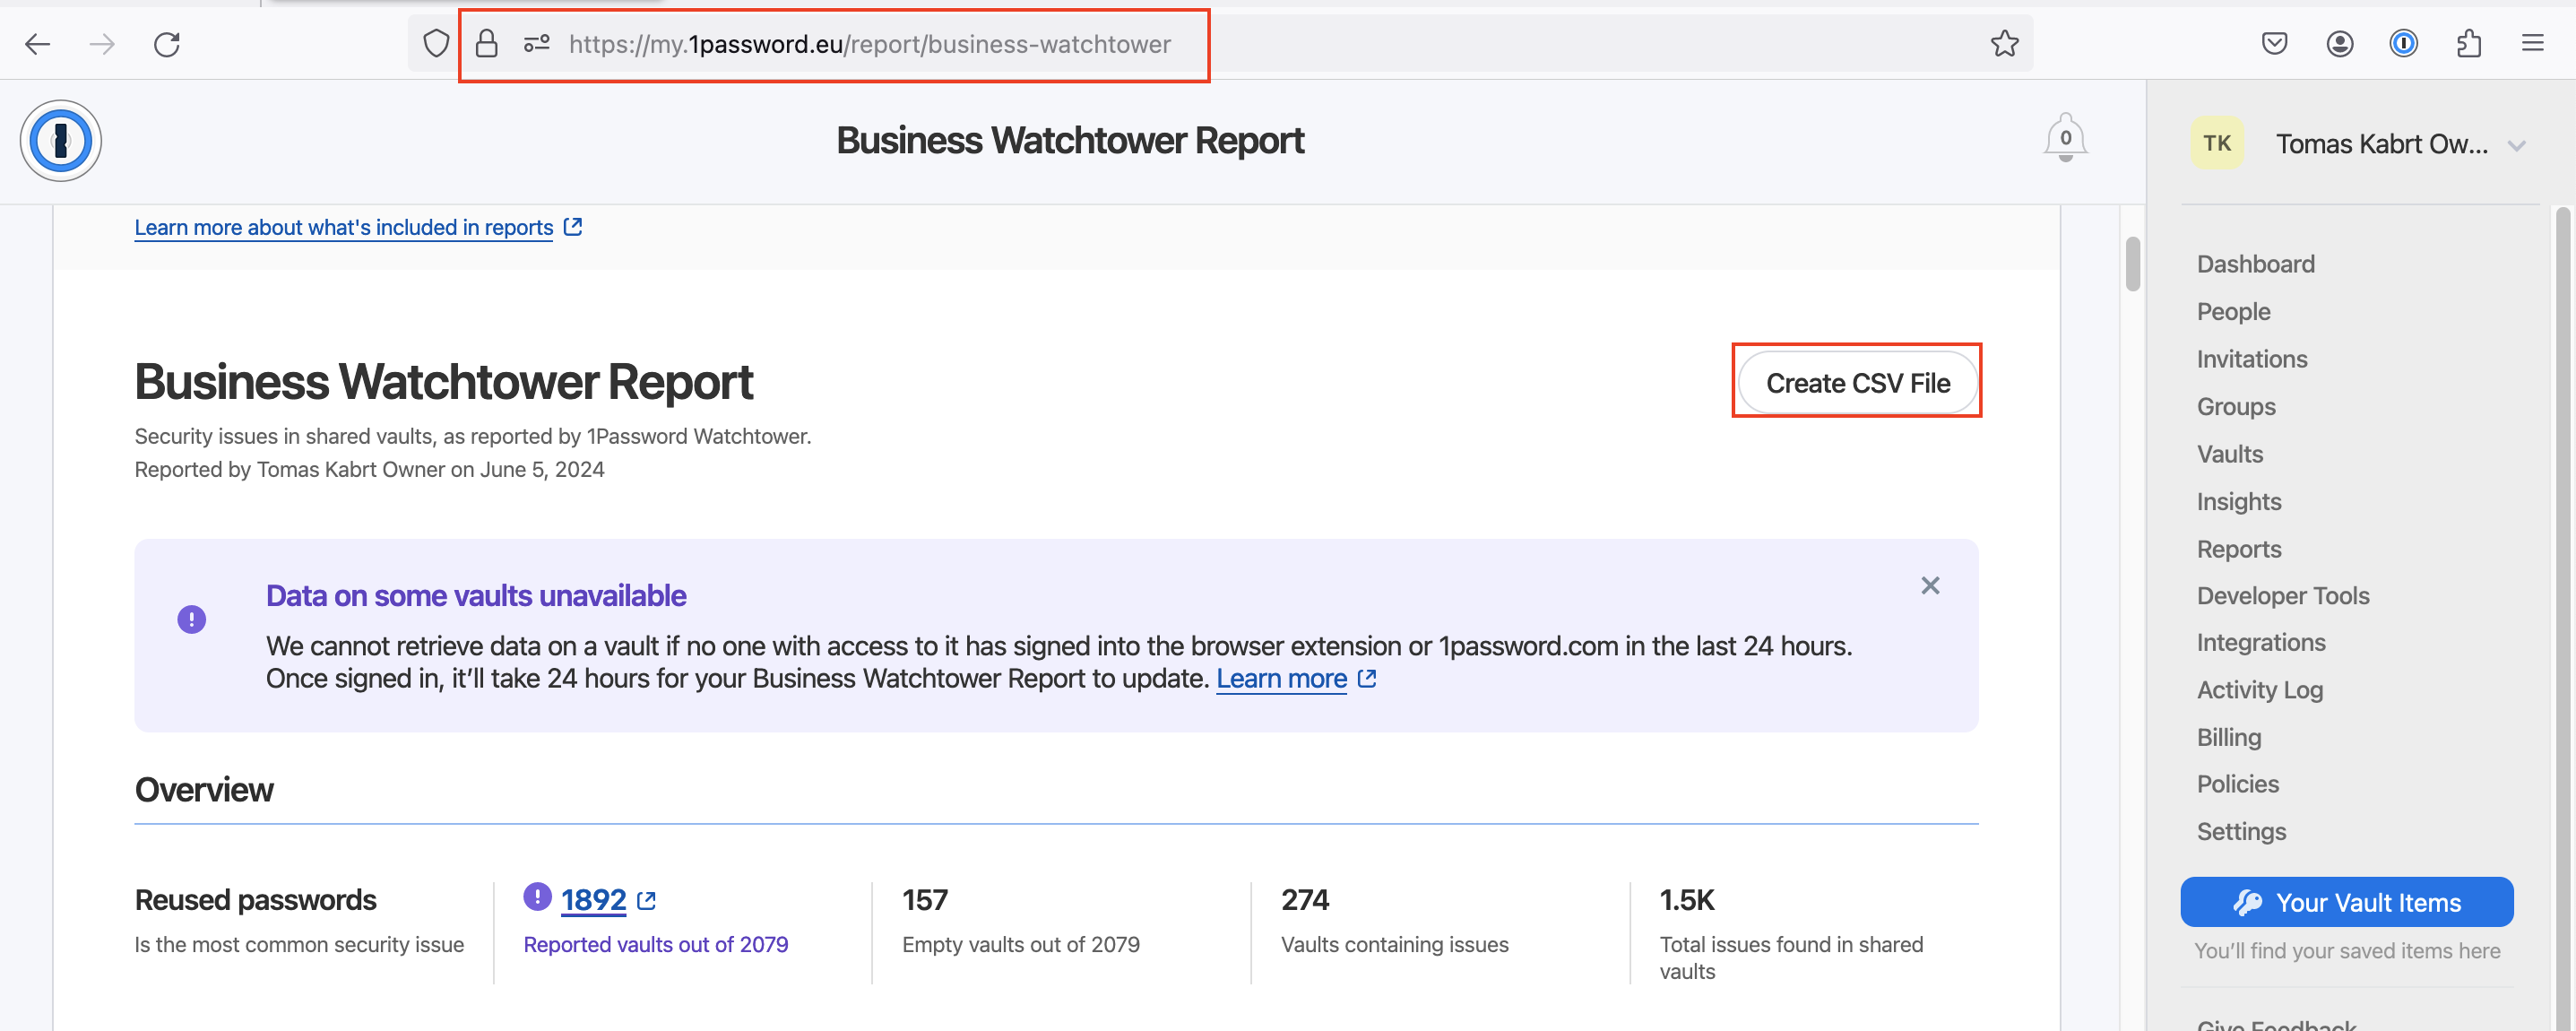 https://my.1password.eu/report/business-watchtower
Business Watchtower Report
0
TK
Tomas Kabrt Ow...
Learn more about what's included in reports
Business Watchtower Report
Create CSV File
Security issues in shared vaults, as reported by 1Password Watchtower.
Reported by Tomas Kabrt Owner on June 5, 2024
Data on some vaults unavailable
We cannot retrieve data on a vault if no one with access to it has signed into the browser extension or 1password.com in the last 24 hours.
Once signed in, it'll take 24 hours for your Business Watchtower Report to update. Learn more
Overview
Reused passwords
Is the most common security issue
1892
Reported vaults out of 2079
157
Empty vaults out of 2079
274
Vaults containing issues
1.5K
Total issues found in shared
vaults
Dashboard
People
Invitations
Groups
Vaults
Insights
Reports
Developer Tools
Integrations
Activity Log
Billing
Policies
Settings
Your Vault Items
You'll find your saved items here
Give Feedback